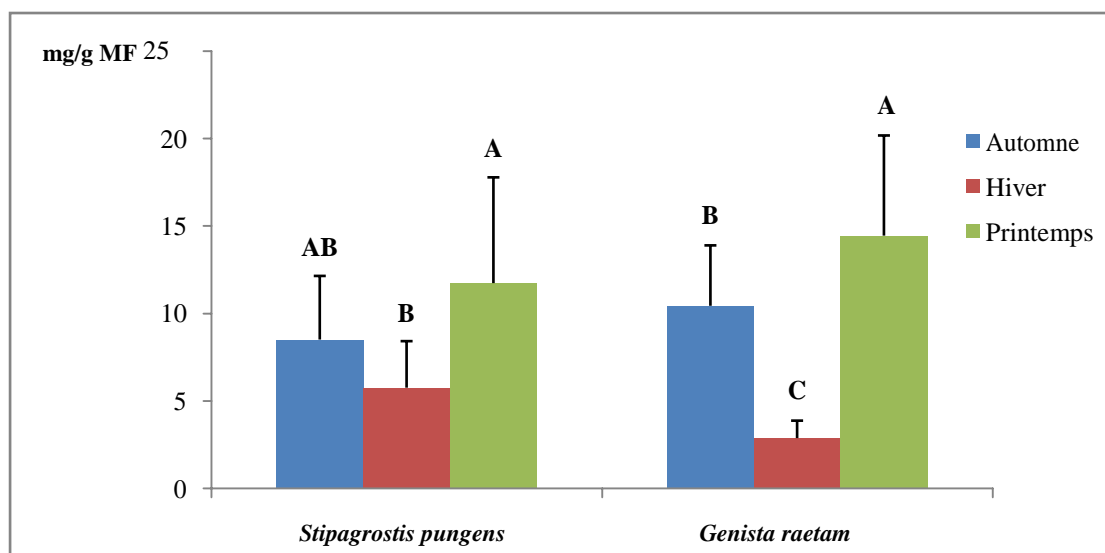 mg/g MF 25
20
15
10
5
0
AB
B
A
B
C
A
Stipagrostis pungens
Genista raetam
Automne
Hiver
Printemps